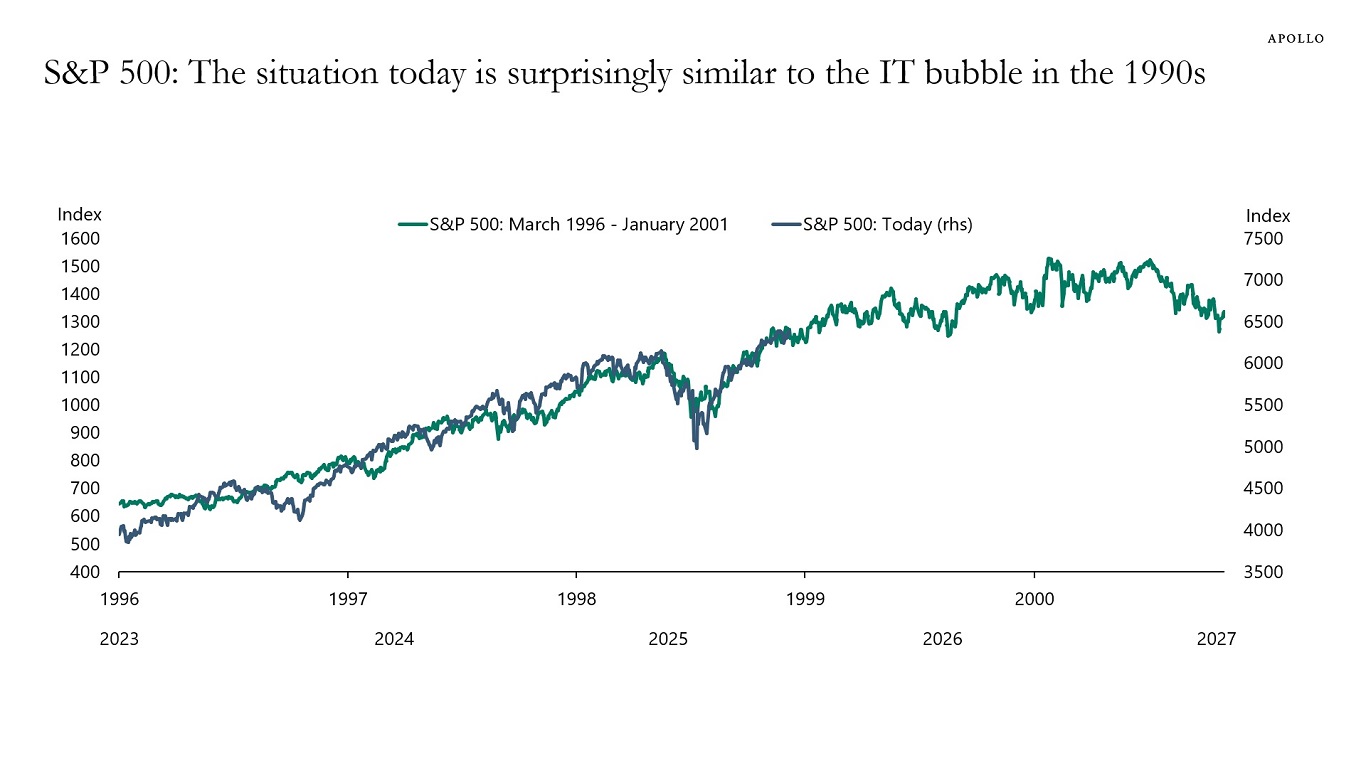 APOLLO
S&P 500: The situation today is surprisingly similar to the IT bubble in the 1990s
Index
S&P 500: March 1996 - January 2001
S&P 500: Today (rhs)
Index
1600
1500
1400
1300
1200
1100
1000
900
800
700
600
500
400
7500
7000
6500
6000
5500
5000
4500
4000
3500
1996 1997 1998 1999 2000
2023 2024 2025 2026 2027